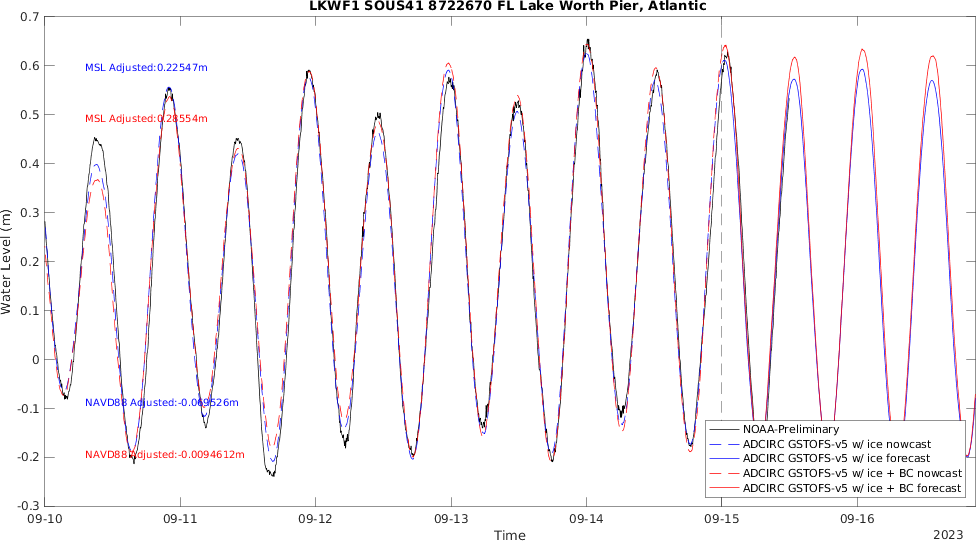 LKWF1 SOUS41 8722670 FL Lake Worth Pier, Atlantic
0.7
0.6
0.5
0.4
0.3
0.2
0.1
0
-0.1
-0.2
-0.3
Water Level (m)
MSL Adjusted:0.22547m
MSL Adjusted:0.28554m
NAVD88 Adjusted:-0.069526m
NAVD88 Adjusted:-0.0094612m
NOAA-Preliminary
ADCIRC GSTOFS-v5 w/ ice nowcast
ADCIRC GSTOFS-v5 w/ ice forecast
ADCIRC GSTOFS-v5 w/ ice + BC nowcast
ADCIRC GSTOFS-v5 w/ ice + BC forecast
09-10 09-11 09-12 09-13 09-14 09-15 09-16
Time
2023